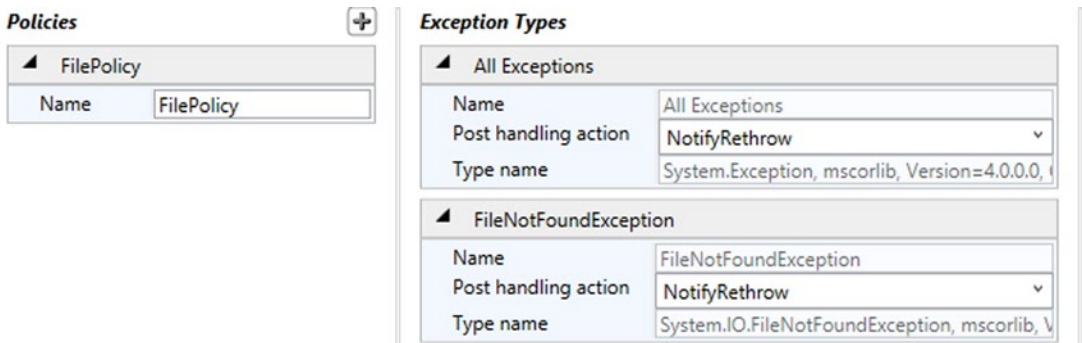 Policies
FilePolicy
Name FilePolicy
Exception Types
All Exceptions
Name All Exceptions
Post handling action NotifyRethrow
Type name System.Exception, mscorlib, Version=4.0.0.0,
FileNotFoundException
Name FileNotFoundException
Post handling action NotifyRethrow
Type name System.IO.FileNotFoundException, mscorlib,